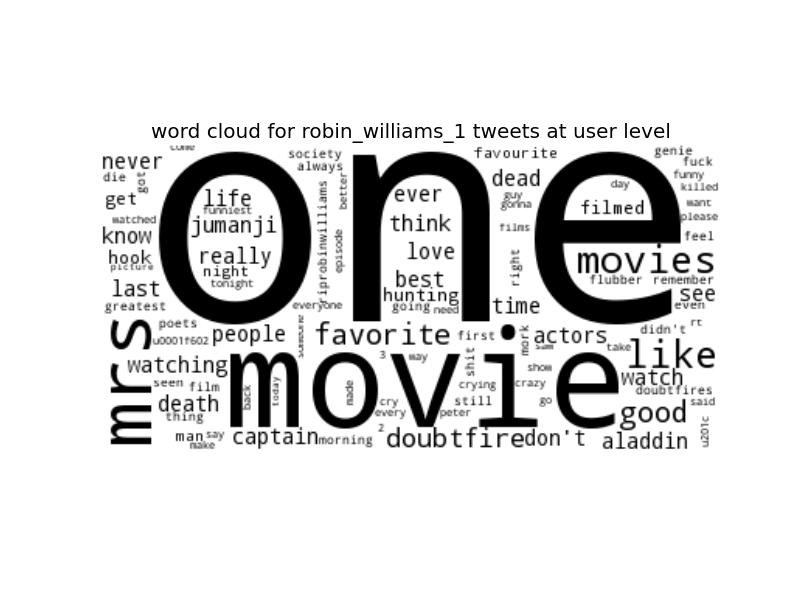 word cloud for robin_williams_1 tweets at user level
one
movie
mrs
movies
like
favorite
good
doubtfire
don't
aladdin
captain
morning
never
come
society
always
favourite
genie
fuck
funny
killed
die
got
get
life
funniest
jumanji
really
night
tonight
riprobinwilliams
better
episode
ever
think
love
best
hunting
going
need
dead
guy
gonna
films
right
day
filmed
want
please
feel
watched
know
hook
picture
last
greatest
flubber
remember
see
even
everyone
time
poets
u0001f602
people
someone
first
mork
actors
sam
didn't
rt
take
watching
seen
film
death
thing
back
today
made
3
way
shit
crying
cry
every
2
peter
still
show
crazy
go
watch
doubtfires
said
u201c
man
say
make